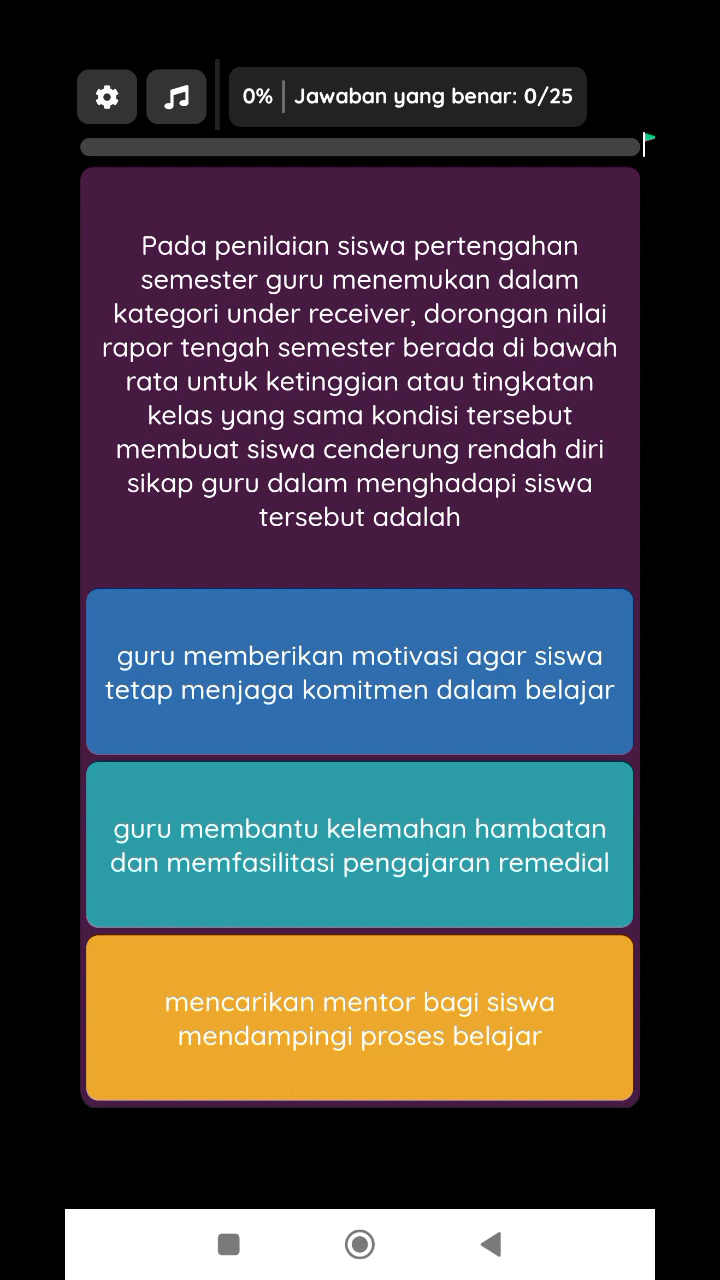 0% Jawaban yang benar: 0/25
Pada penilaian siswa pertengahan
semester guru menemukan dalam
kategori under receiver, dorongan nilai
rapor tengah semester berada di bawah
rata untuk ketinggian atau tingkatan
kelas yang sama kondisi tersebut
membuat siswa cenderung rendah diri
sikap guru dalam menghadapi siswa
tersebut adalah
guru memberikan motivasi agar siswa
tetap menjaga komitmen dalam belajar
guru membantu kelemahan hambatan
dan memfasilitasi pengajaran remedial
mencarikan mentor bagi siswa
mendampingi proses belajar